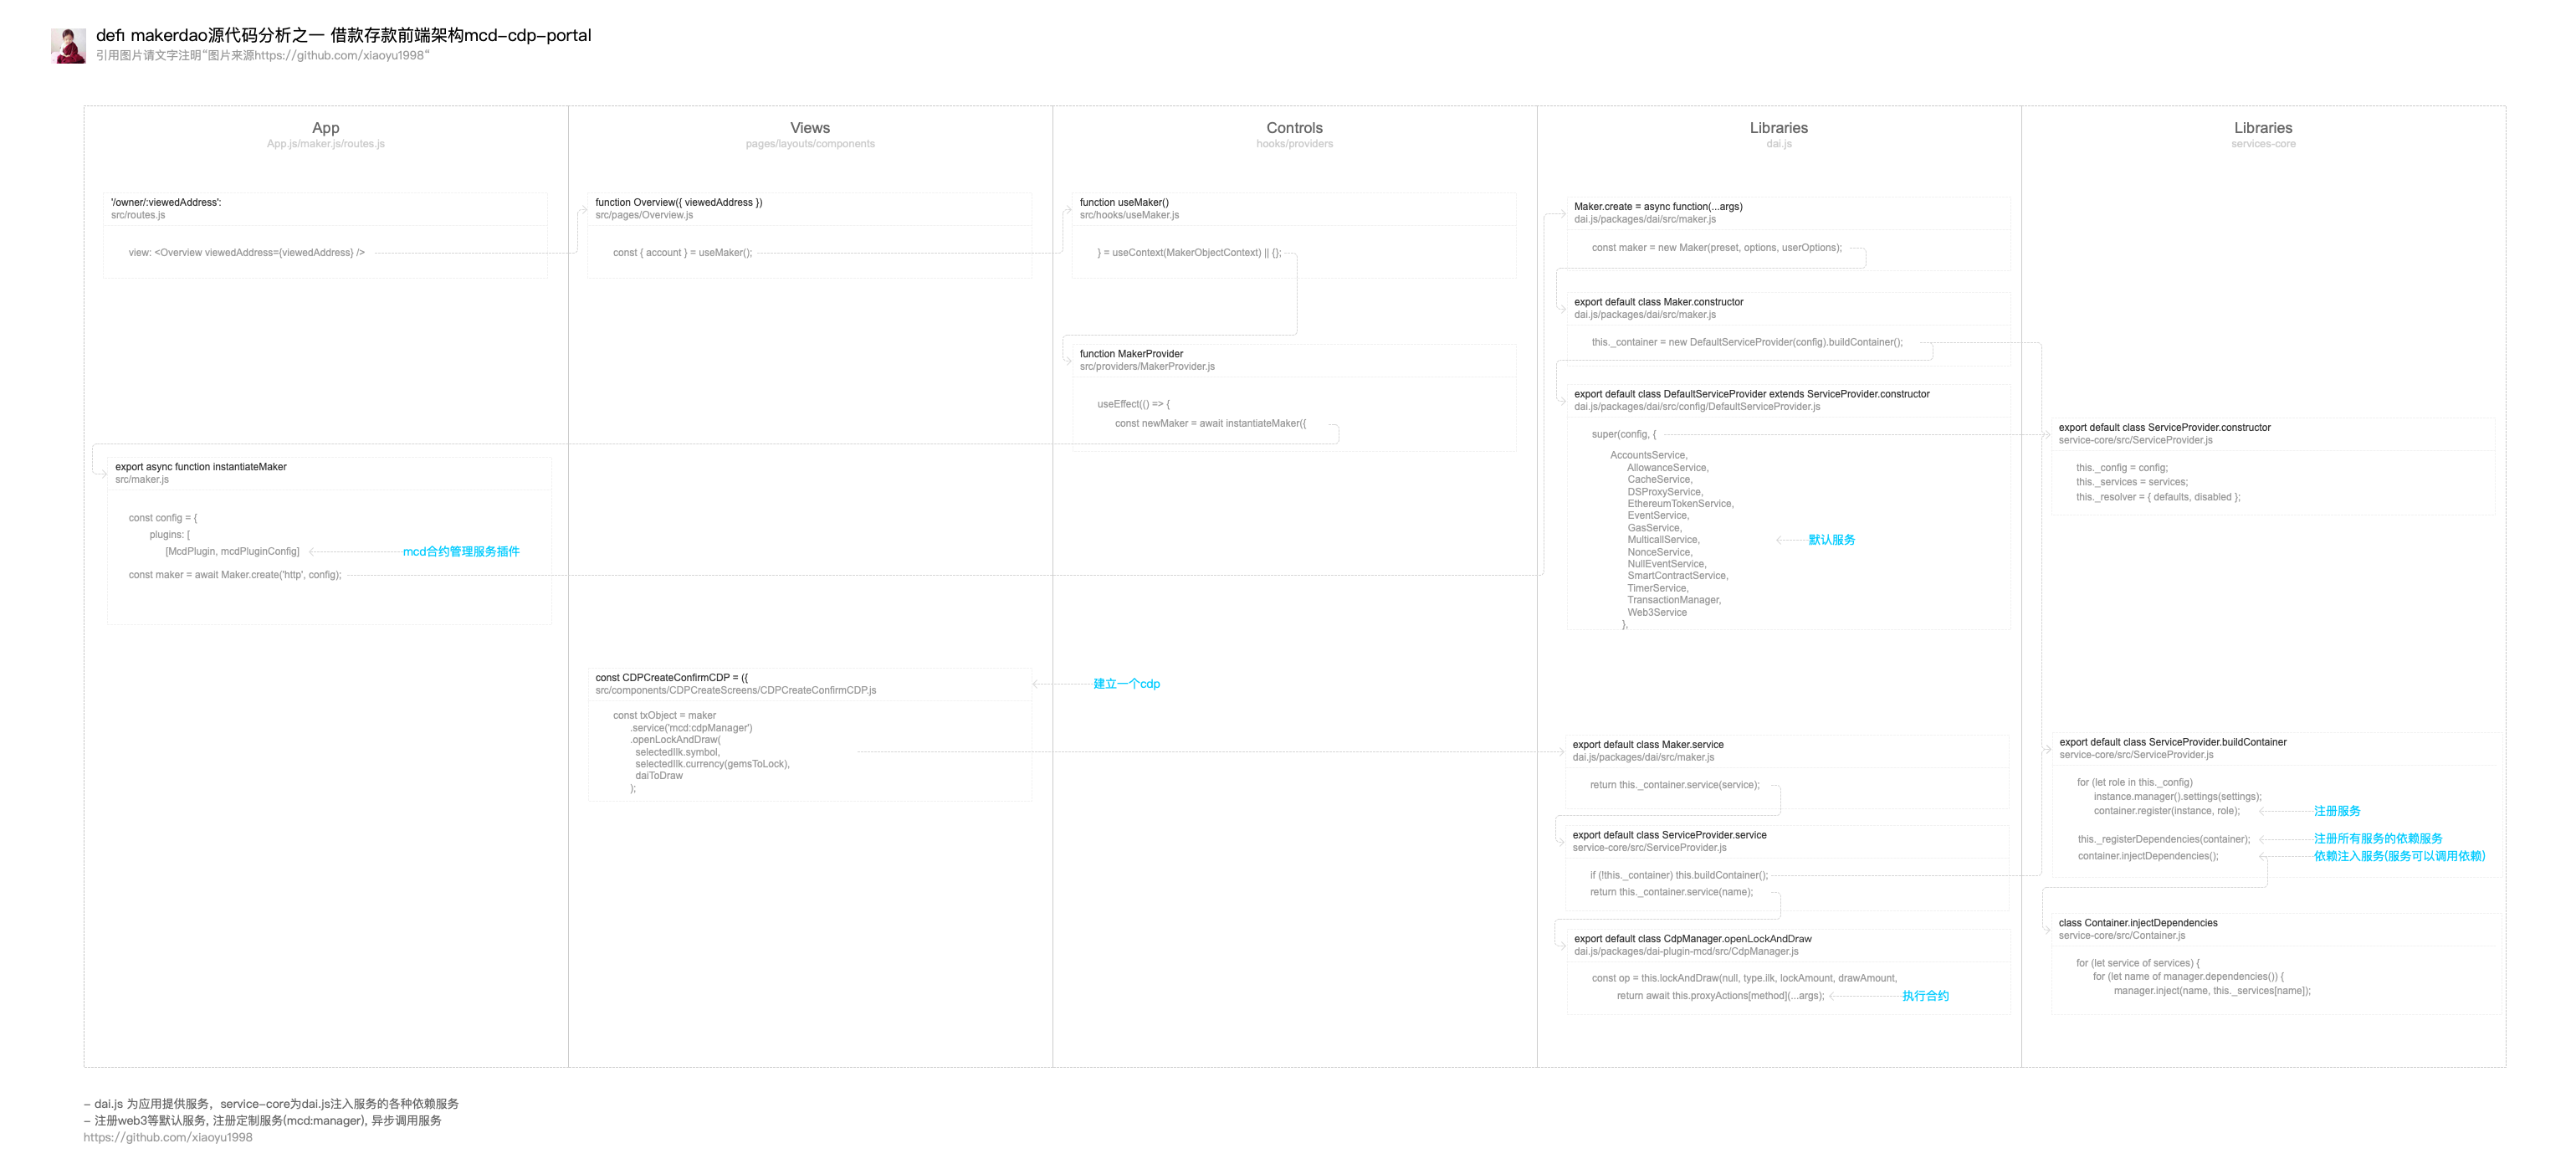 defi makerdao源代码分析之一 借款存款前端架构mcd-cdp-portal
引用图片请文字注明“图片来源https://github.com/xiaoyu1998“
App
App.js/maker.js/routes.js
'/owner/:viewedAddress':
src/routes.js
view: <Overview viewedAddress={viewedAddress} />
export async function instantiateMaker
src/maker.js
const config = {
plugins: [
[McdPlugin, mcdPluginConfig]
mcd合约管理服务插件
const maker = await Maker.create('http', config);
Views
pages/layouts/components
function Overview({ viewedAddress })
src/pages/Overview.js
const { account } = useMaker();
const CDPCreateConfirmCDP = ({
src/components/CDPCreateScreens/CDPCreateConfirmCDP.js
建立一个cdp
const txObject = maker
.service('mcd:cdpManager')
.openLockAndDraw(
selectedIlk.symbol,
selectedIlk.currency(gemsToLock),
daiToDraw
);
Controls
hooks/providers
function useMaker()
src/hooks/useMaker.js
} = useContext(MakerObjectContext) || {};
function MakerProvider
src/providers/MakerProvider.js
useEffect(() => {
const newMaker = await instantiateMaker({
Libraries
dai.js
Maker.create = async function(...args)
dai.js/packages/dai/src/maker.js
const maker = new Maker(preset, options, userOptions);
export default class Maker.constructor
dai.js/packages/dai/src/maker.js
this._container = new DefaultServiceProvider(config).buildContainer();
export default class DefaultServiceProvider extends ServiceProvider.constructor
dai.js/packages/dai/src/config/DefaultServiceProvider.js
super(config, {
AccountsService,
AllowanceService,
CacheService,
DSProxyService,
EthereumTokenService,
EventService,
GasService,
MulticallService,
默认服务
NonceService,
NullEventService,
SmartContractService,
TimerService,
TransactionManager,
Web3Service
},
export default class Maker.service
dai.js/packages/dai/src/maker.js
return this._container.service(service);
export default class ServiceProvider.service
service-core/src/ServiceProvider.js
if (!this._container) this.buildContainer();
return this._container.service(name);
export default class CdpManager.openLockAndDraw
dai.js/packages/dai-plugin-mcd/src/CdpManager.js
const op = this.lockAndDraw(null, type.ilk, lockAmount, drawAmount,
return await this.proxyActions[method](...args);
执行合约
Libraries
services-core
export default class ServiceProvider.constructor
service-core/src/ServiceProvider.js
this._config = config;
this._services = services;
this._resolver = { defaults, disabled };
export default class ServiceProvider.buildContainer
service-core/src/ServiceProvider.js
for (let role in this._config)
instance.manager().settings(settings);
container.register(instance, role);
注册服务
this._registerDependencies(container);
注册所有服务的依赖服务
container.injectDependencies();
依赖注入服务(服务可以调用依赖)
class Container.injectDependencies
service-core/src/Container.js
for (let service of services) {
for (let name of manager.dependencies()) {
manager.inject(name, this._services[name]);
- dai.js 为应用提供服务，service-core为dai.js注入服务的各种依赖服务
- 注册web3等默认服务, 注册定制服务(mcd:manager), 异步调用服务
https://github.com/xiaoyu1998